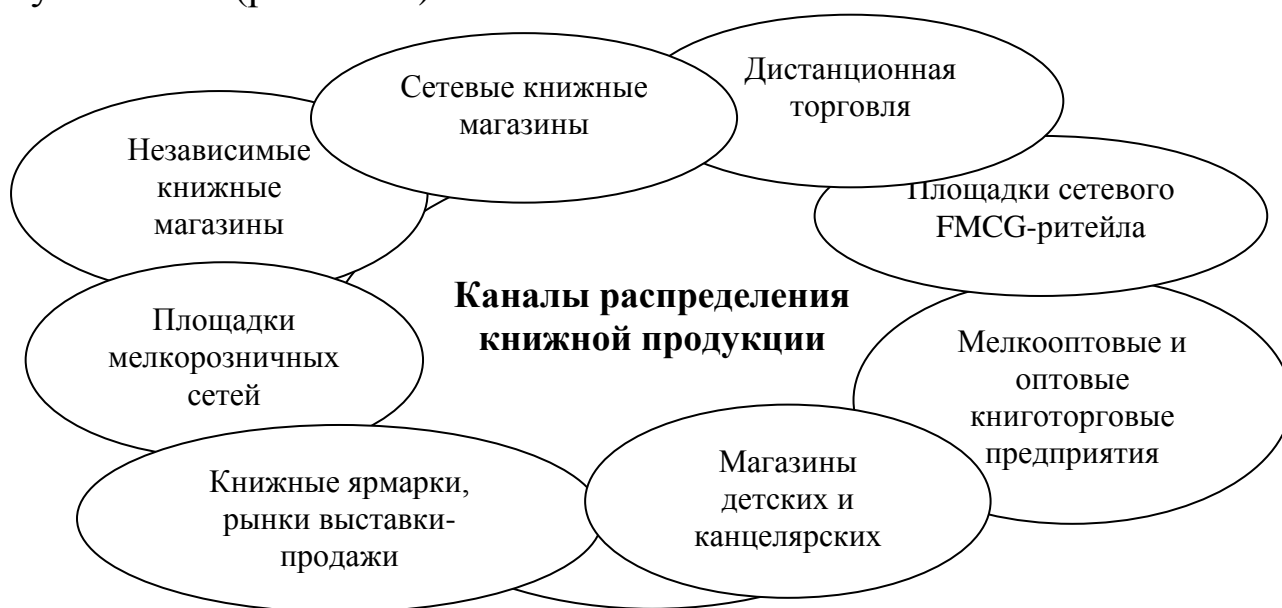 Сетевые книжные
магазины
Дистанционная
торговля
Независимые
книжные
магазины
Площадки сетевого
FMCG-ритейла
Каналы распределения
книжной продукции
Площадки
мелкорозничных
сетей
Мелкооптовые и
оптовые
книготорговые
предприятия
Книжные ярмарки,
рынки выставки-
продажи
Магазины
детских и
канцелярских